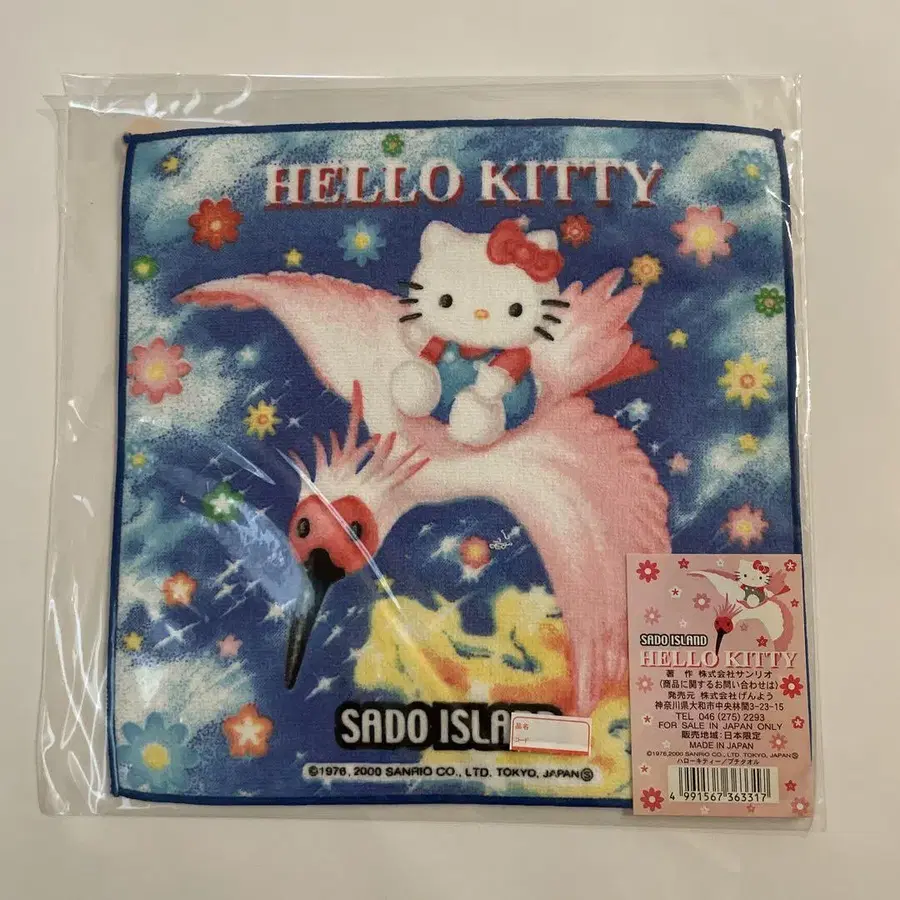 HELLO KITTY
SADO ISLAND
品名
コード
©1976, 2000 SANRIO CO., LTD. TOKYO, JAPAN Ⓢ
SADO ISLAND
HELLO KITTY
著 作 株式会社サンリオ
(商品に関するお問い合わせは)
発売元 株式会社げんよう
神奈川県大和市中央林間3-23-15
TEL 046 (275) 2293
FOR SALE IN JAPAN ONLY
販売地域:日本限定
MADE IN JAPAN
©1976, 2000 SANRIO CO., LTD. TOKYO, JAPAN Ⓢ
ハローキティー/プチタオル
4 991567 363317